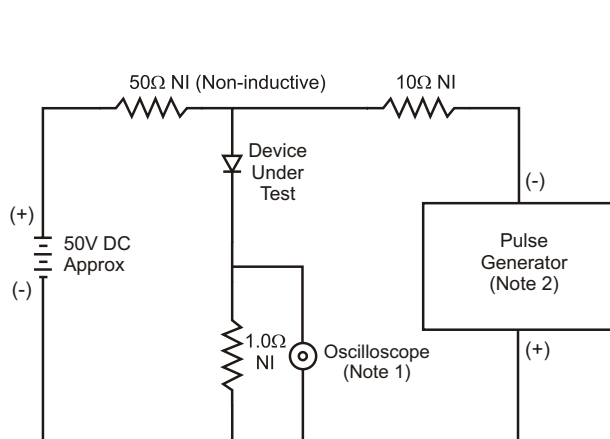 50Ω NI (Non-inductive)
10Ω NI
Device
Under
Test
(-)
(+)
50V DC
Approx
(-)
Pulse
Generator
(Note 2)
1.0Ω
NI
Oscilloscope
(Note 1)
(+)